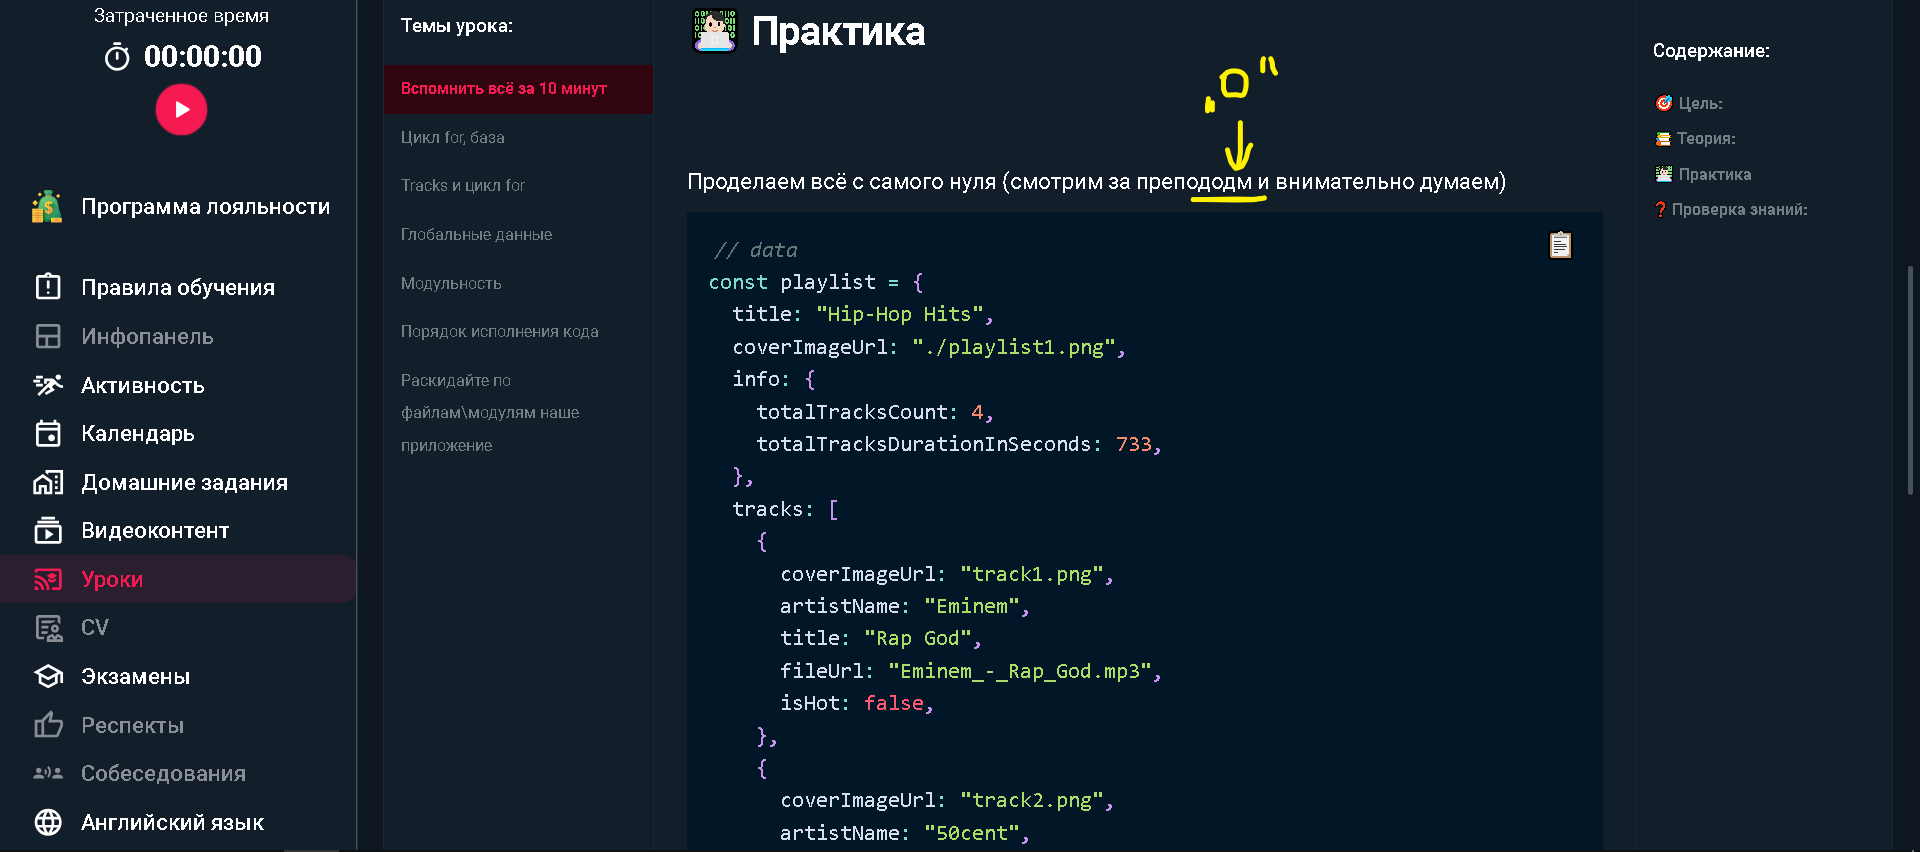 Затраченное время
00:00:00
Программа лояльности
Правила обучения
Инфопанель
Активность
Календарь
Домашние задания
Видеоконтент
Уроки
CV
Экзамены
Респекты
Собеседования
Английский язык
Темы урока:
Вспомнить всё за 10 минут
Цикл for, база
Tracks и цикл for
Глобальные данные
Модульность
Порядок исполнения кода
Раскидайте по
файлам\модулям наше
приложение
Практика
"о"
Проделаем всё с самого нуля (смотрим за препододм и внимательно думаем)
// data
const playlist = {
title: "Hip-Hop Hits",
coverImageUrl: "./playlist1.png",
info: {
totalTracksCount: 4,
totalTracksDurationInSeconds: 733,
},
tracks: [
{
coverImageUrl: "track1.png",
artistName: "Eminem",
title: "Rap God",
fileUrl: "Eminem_-_Rap_God.mp3",
isHot: false,
},
{
coverImageUrl: "track2.png",
artistName: "50cent",
Содержание:
Цель:
Теория:
Практика
Проверка знаний: